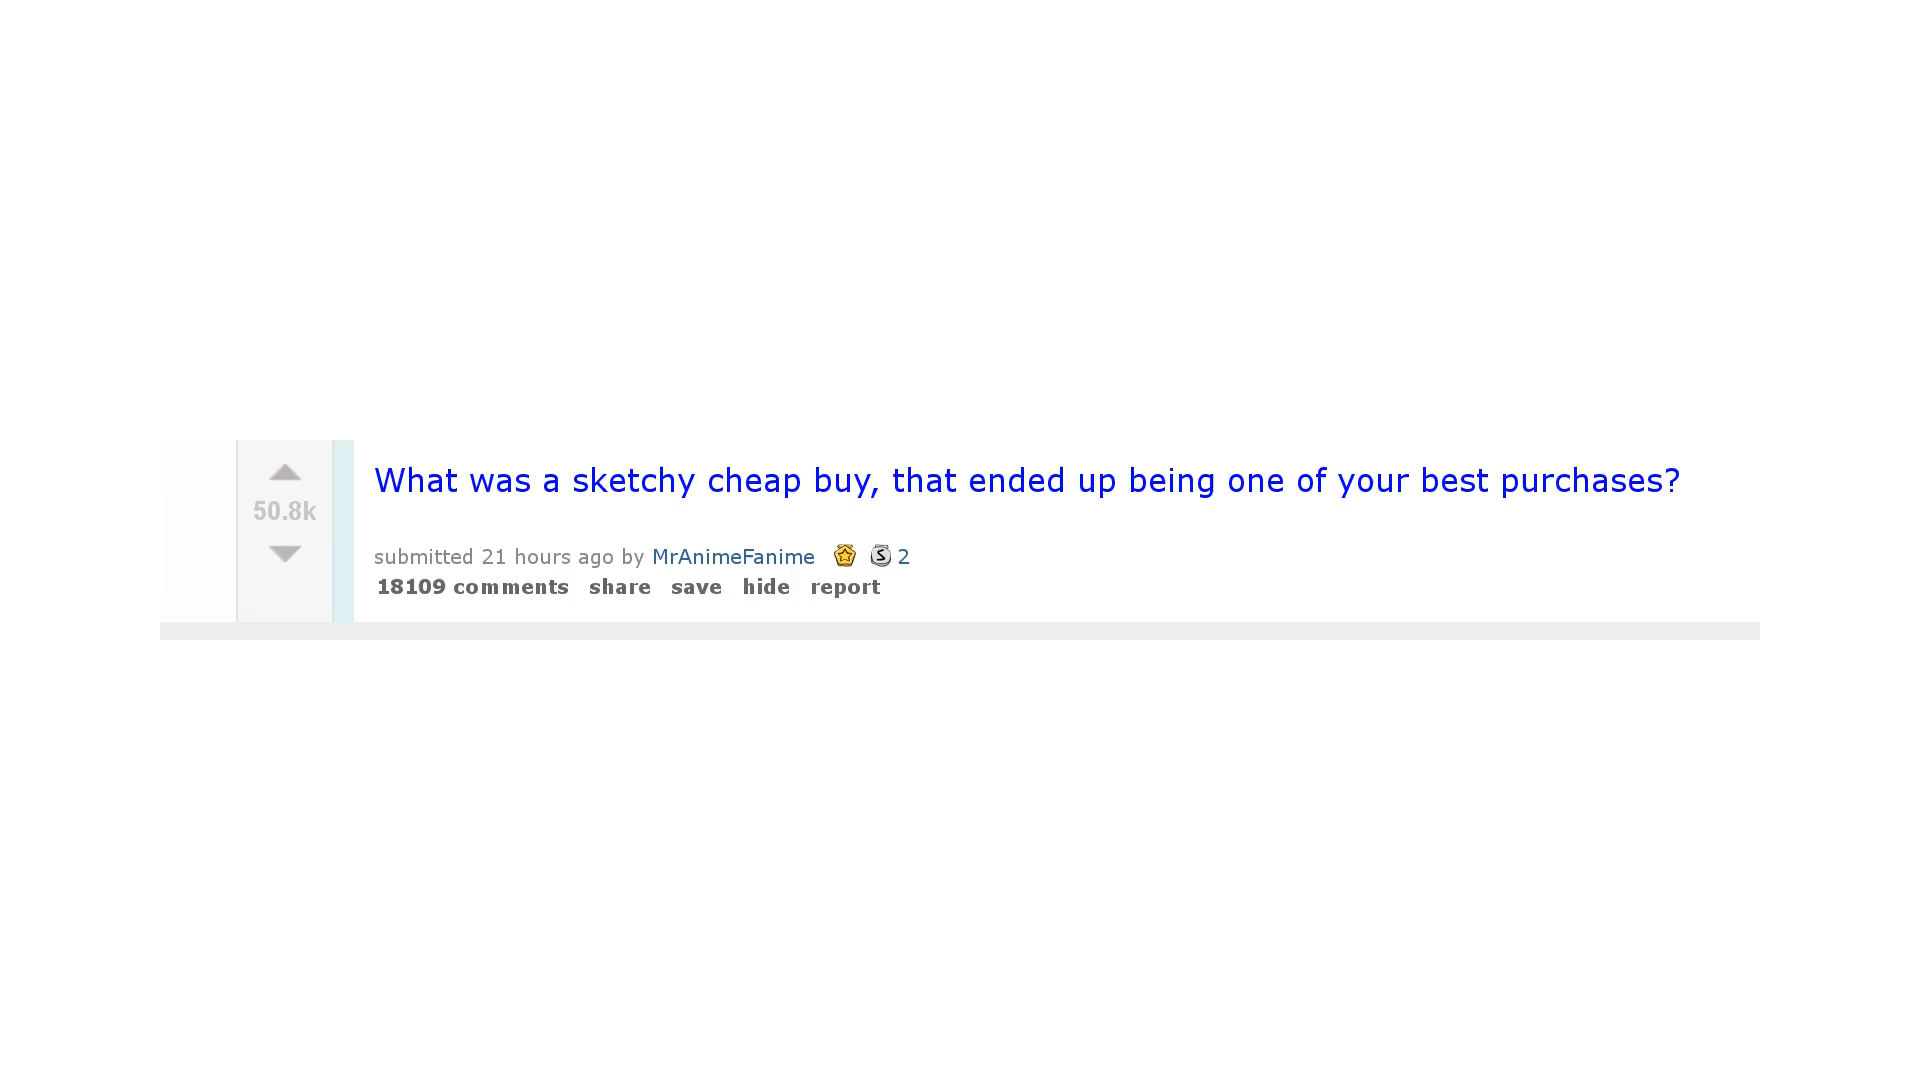 What was a sketchy cheap buy, that ended up being one of your best purchases?
50.8k
submitted 21 hours ago by MrAnimeFanime S 2
18109 comments share save hide report